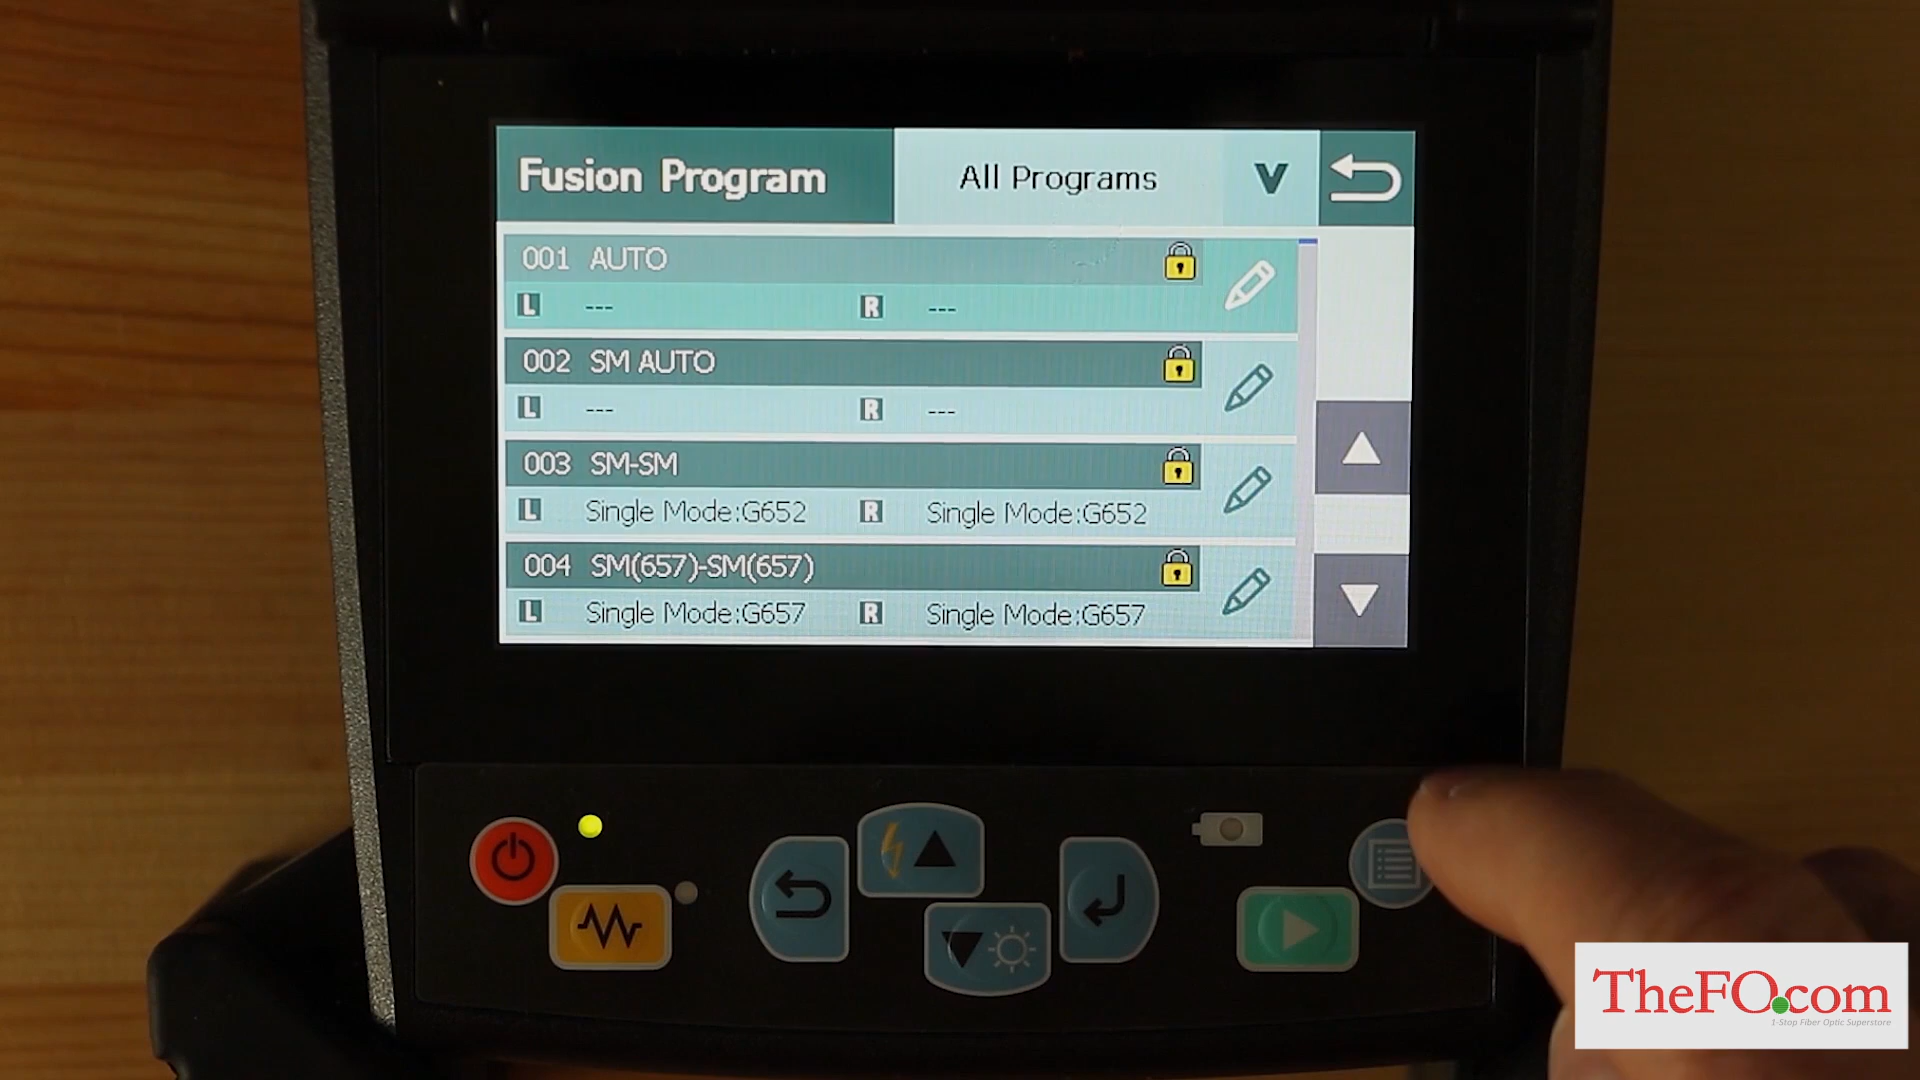 Fusion Program
All Programs
V
001 AUTO
L --- R ---
002 SM AUTO
L --- R ---
003 SM-SM
L Single Mode:G652 R Single Mode:G652
004 SM(657)-SM(657)
L Single Mode:G657 R Single Mode:G657
TheFO.com
1-Stop Fiber Optic Superstore